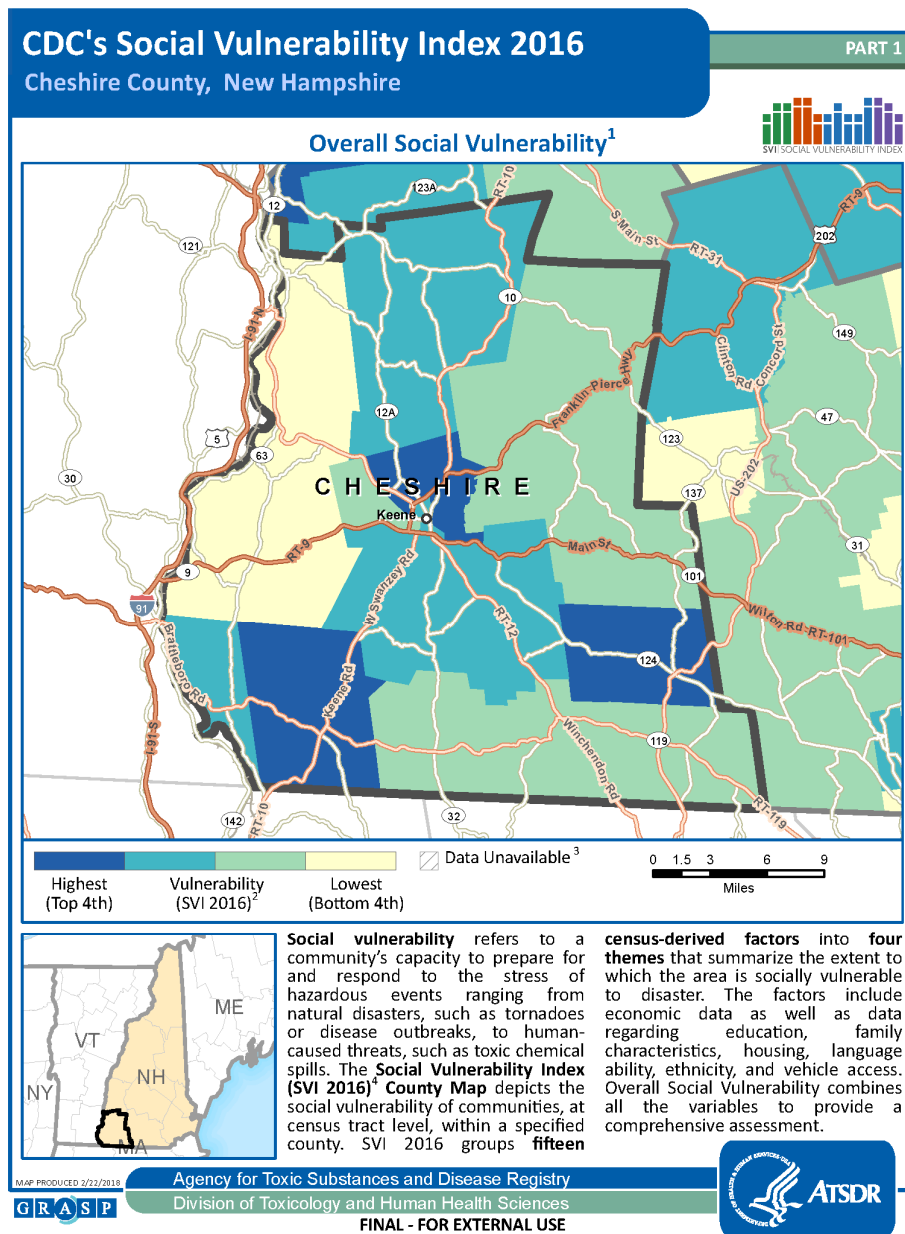 CDC's Social Vulnerability Index 2016
PART 1
Cheshire County, New Hampshire
SVI | SOCIAL VULNERABILITY INDEX
Overall Social Vulnerability1
123A
RT-10
12
S Main St
RT-9
202
121
RT-31
10
I-91-N
149
Clinton Rd
Concord St
Franklin-Pierce Hwy
12A
47
5
123
63
30
US-202
CHESHIRE
137
Keene
31
Main St
RT-9
9
101
W Swanzey Rd
91
RT-12
Wilton Rd-RT-101
Brattleboro Rd
124
Keene Rd
I-91-S
119
Winchendon Rd
142
RT-10
32
RT-119
Data Unavailable3
0 1.5 3 6 9
Miles
Highest
(Top 4th)
Vulnerability
(SVI 2016)2
Lowest
(Bottom 4th)
ME
VT
NH
NY
MA
Social vulnerability refers to a
community's capacity to prepare for
and respond to the stress of
hazardous events ranging from
natural disasters, such as tornadoes
or disease outbreaks, to human-
caused threats, such as toxic chemical
spills. The Social Vulnerability Index
(SVI 2016)4 County Map depicts the
social vulnerability of communities, at
census tract level, within a specified
county. SVI 2016 groups fifteen
census-derived factors into four
themes that summarize the extent to
which the area is socially vulnerable
to disaster. The factors include
economic data as well as data
regarding education, family
characteristics, housing, language
ability, ethnicity, and vehicle access.
Overall Social Vulnerability combines
all the variables to provide a
comprehensive assessment.
MAP PRODUCED 2/22/2018
Agency for Toxic Substances and Disease Registry
GRASP
Division of Toxicology and Human Health Sciences
FINAL - FOR EXTERNAL USE
DEPARTMENT OF HEALTH & HUMAN SERVICES•USA
ATSDR